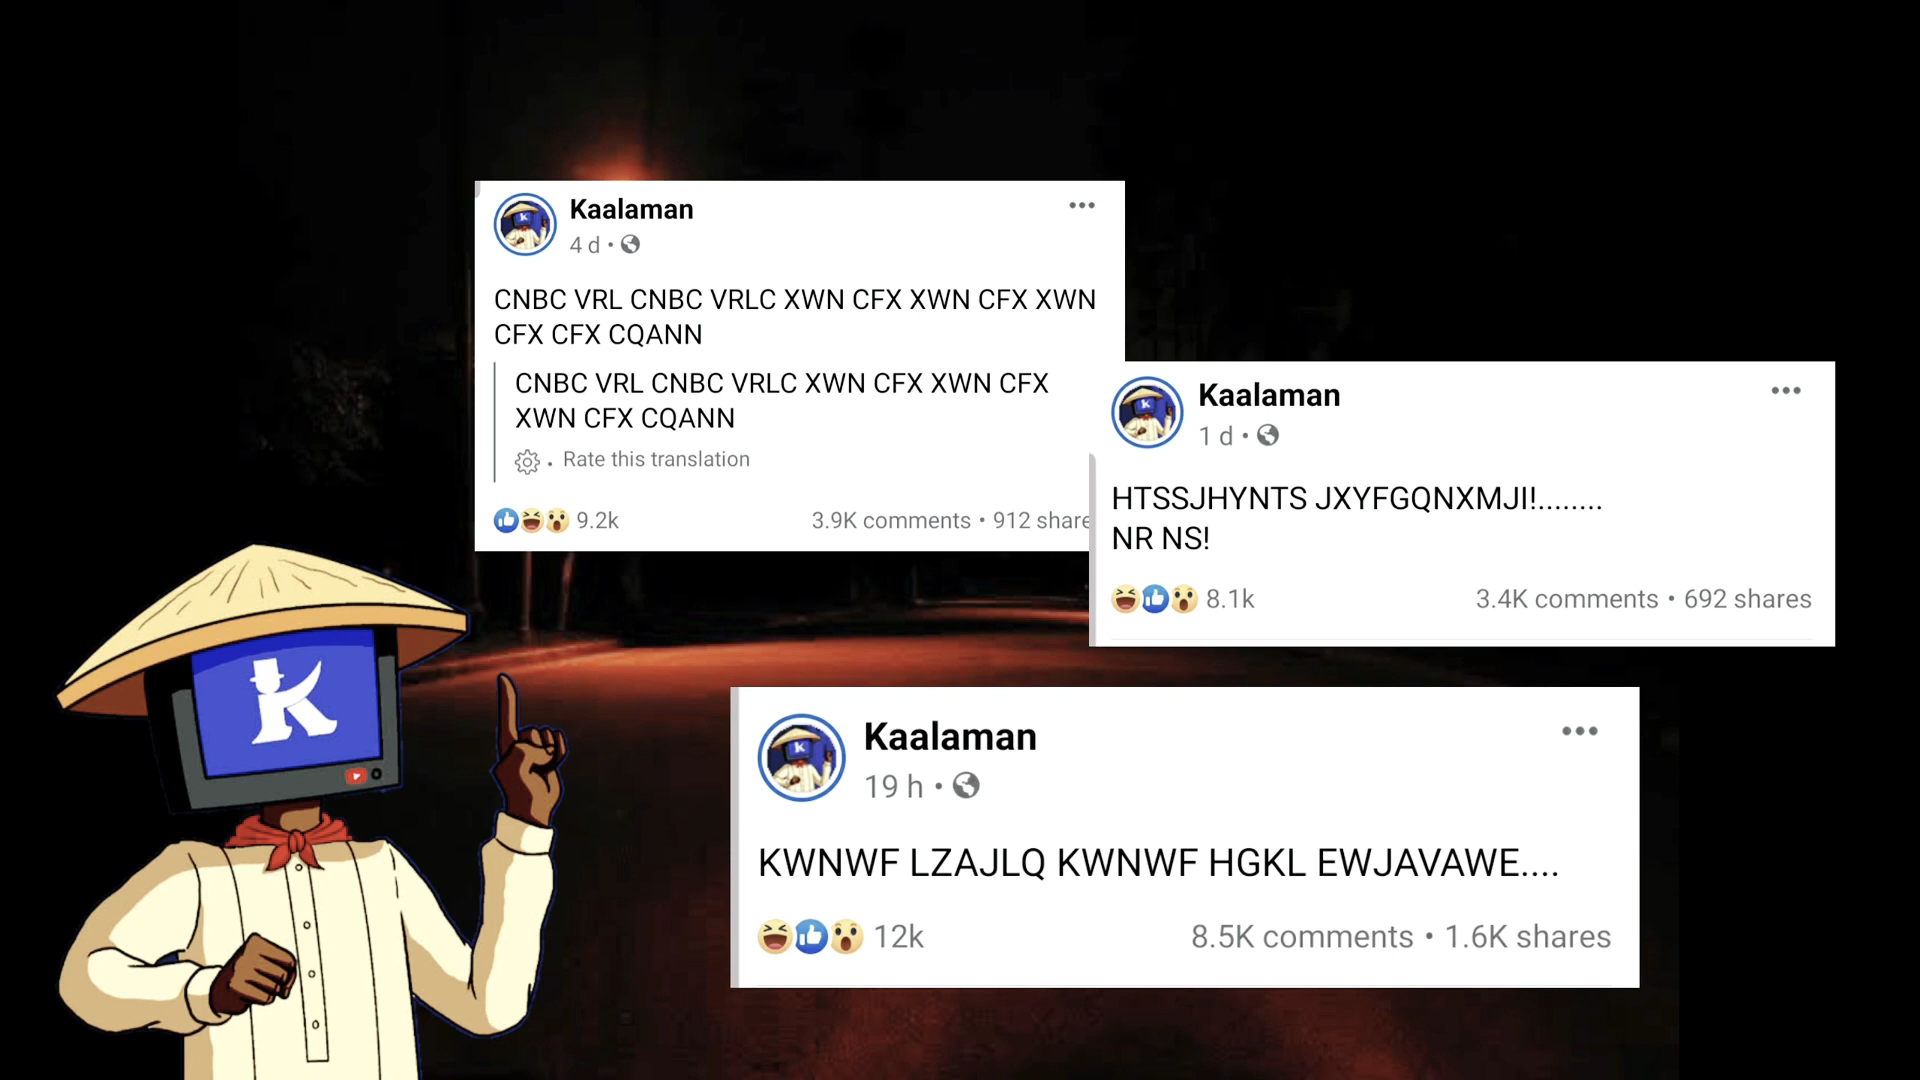 Kaalaman
4 d •
CNBC VRL CNBC VRLC XWN CFX XWN CFX XWN
CFX CFX CQANN
CNBC VRL CNBC VRLC XWN CFX XWN CFX
XWN CFX CQANN
Rate this translation
9.2k
3.9K comments • 912 share
Kaalaman
1 d •
HTSSJHYNTS JXYFGQNXMJI!........
NR NS!
8.1k
3.4K comments • 692 shares
K
Kaalaman
19 h •
KWNWF LZAJLQ KWNWF HGKL EWJAVAWE....
12k
8.5K comments • 1.6K shares